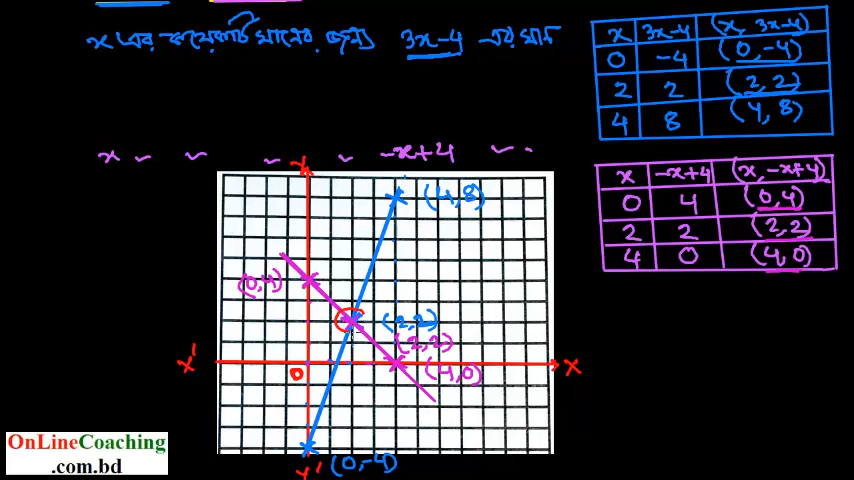 x এর কয়েকটি মানের জন্য 3x-4 এর মান
x 3x-4 (x, 3x-4)
0 -4 (0, -4)
2 2 (2, 2)
4 8 (4, 8)
x -x+4
x -x+4 (x, -x+4)
0 4 (0,4)
2 2 (2,2)
4 0 (4,0)
Y
(4,8)
(0,4)
(2,2)
(2,2)
X' 0 X
(4,0)
Y' (0,-4)
OnLineCoaching
.com.bd